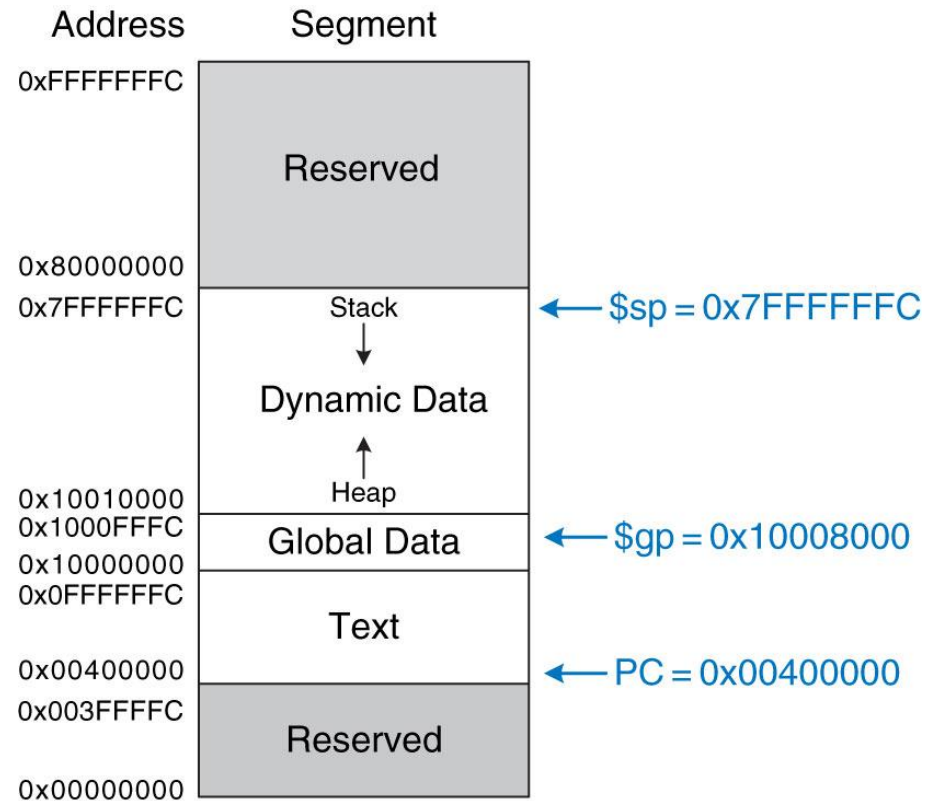 Address Segment
0xFFFFFFFC
Reserved
0x80000000
0x7FFFFFFC Stack $sp = 0x7FFFFFFC
Dynamic Data
0x10010000 Heap
0x1000FFFC
Global Data $gp = 0x10008000
0x10000000
0x0FFFFFFC
Text
0x00400000 PC = 0x00400000
0x003FFFFC
Reserved
0x00000000